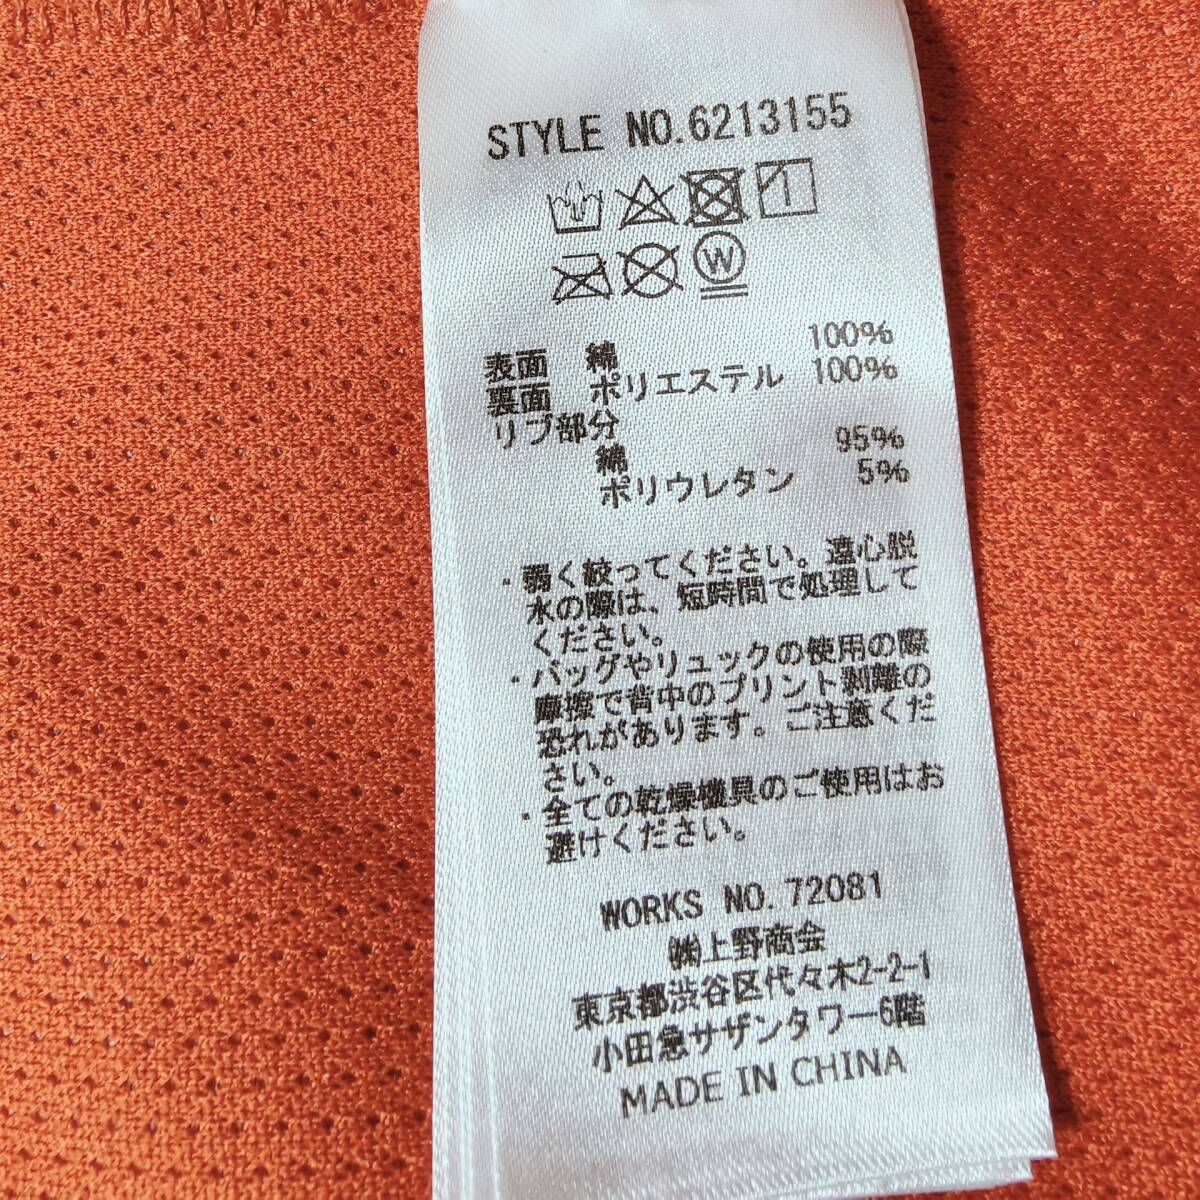 STYLE NO.6213155
W
表面 綿 100%
裏面 ポリエステル 100%
リブ部分
綿 95%
ポリウレタン 5%
・弱く絞ってください。遠心脱
水の際は、短時間で処理して
ください。
・バッグやリュックの使用の際
摩擦で背中のプリント剥離の
恐れがあります。ご注意くだ
さい。
・全ての乾燥機具のご使用はお
避けください。
WORKS NO.72081
㈱上野商会
東京都渋谷区代々木2-2-1
小田急サザンタワー6階
MADE IN CHINA